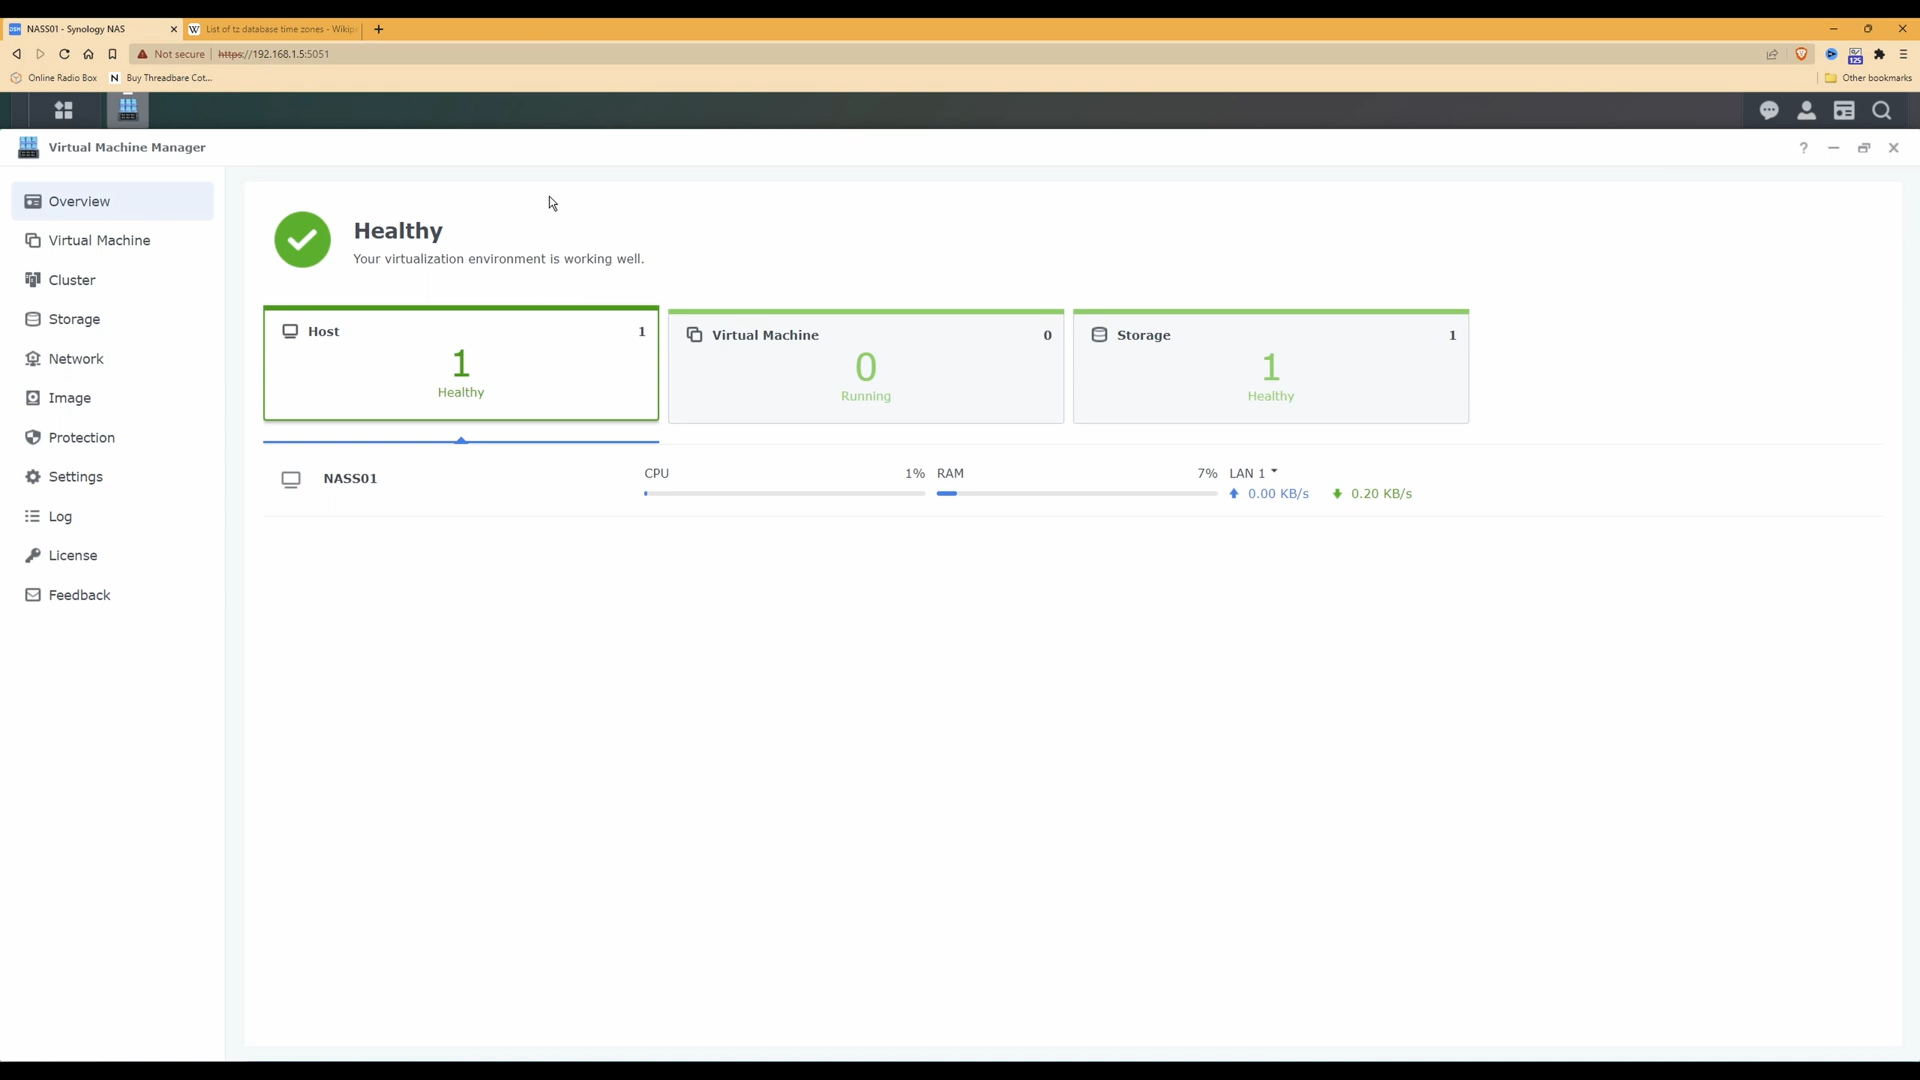 NASS01 - Synology NAS
List of tz database time zones - Wikip
Not secure https://192.168.1.5:5051
125
Online Radio Box
Buy Threadbare Cot...
Other bookmarks
Virtual Machine Manager
?
Overview
Virtual Machine
Cluster
Storage
Network
Image
Protection
Settings
Log
License
Feedback
Healthy
Your virtualization environment is working well.
Host 1
1
Healthy
Virtual Machine 0
0
Running
Storage 1
1
Healthy
NASS01
CPU 1%
RAM 7%
LAN 1
0.00 KB/s 0.20 KB/s